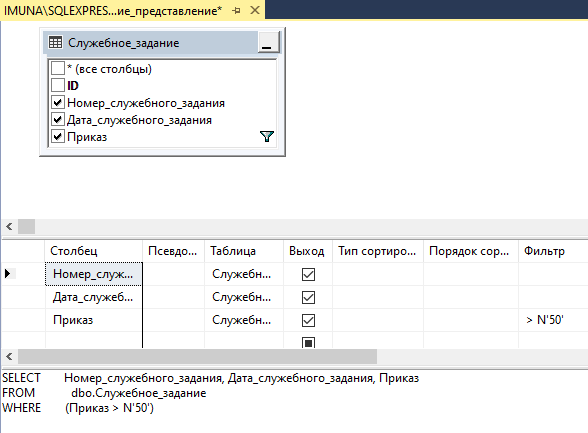 IMUNA\SQLEXPRES...ие_представление*
Служебное_задание
* (все столбцы)
ID
Номер_служебного_задания
Дата_служебного_задания
Приказ
Столбец Псевдо... Таблица Выход Тип сортиро... Порядок сор... Фильтр
Номер_служ... Служебн...
Дата_служеб... Служебн...
Приказ Служебн... > N'50'
SELECT Номер_служебного_задания, Дата_служебного_задания, Приказ
FROM dbo.Служебное_задание
WHERE (Приказ > N'50')